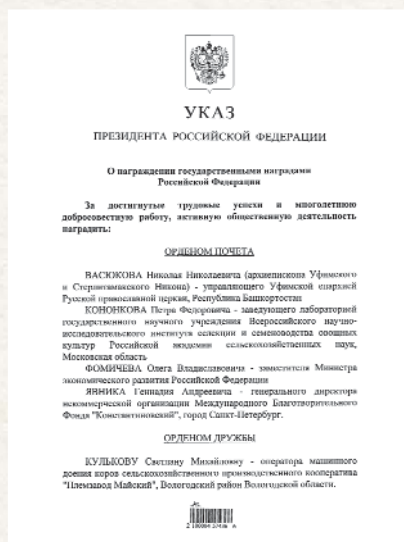 УКАЗ
ПРЕЗИДЕНТА РОССИЙСКОЙ ФЕДЕРАЦИИ
О награждении государственными наградами
Российской Федерации
За достигнутые трудовые успехи и многолетнюю
добросовестную работу, активную общественную деятельность
наградить:
ОРДЕНОМ ПОЧЕТА
ВАСЮКОВА Николая Николаевича (архиепископа Уфимского
и Стерлитамакского Никона) - управляющего Уфимской епархией
Русской православной церкви, Республика Башкортостан
КОНОНКОВА Петра Федоровича - заведующего лабораторией
государственного научного учреждения Всероссийского научно-
исследовательского института селекции и семеноводства овощных
культур Российской академии сельскохозяйственных наук,
Московская область
ФОМИЧЕВА Олега Владиславовича - заместителя Министра
экономического развития Российской Федерации
ЯВНИКА Геннадия Андреевича - генерального директора
некоммерческой организации Международного Благотворительного
Фонда "Константиновский", город Санкт-Петербург.
ОРДЕНОМ ДРУЖБЫ
КУЛЬКОВУ Светлану Михайловну - оператора машинного
доения коров сельскохозяйственного производственного кооператива
"Племзавод Майский", Вологодский район Вологодской области.